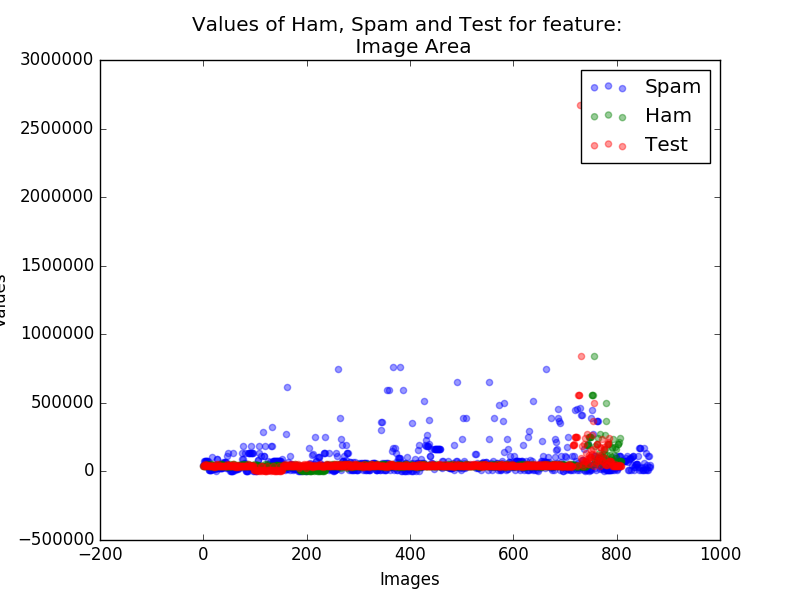 Values of Ham, Spam and Test for feature:
Image Area
3000000
2500000
2000000
1500000
1000000
500000
0
−500000
−200
0
200
400
600
800
1000
Images
Spam
Ham
Test